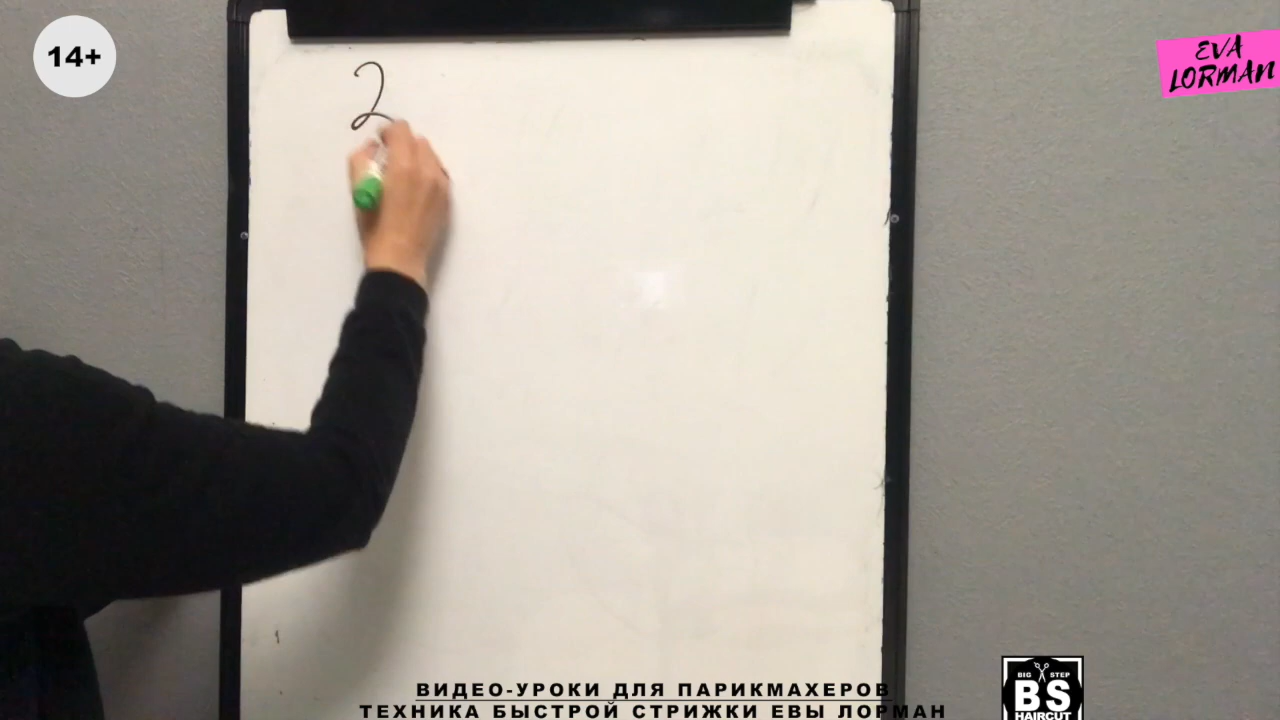 14+
EVA
LORMAN
2
ВИДЕО-УРОКИ ДЛЯ ПАРИКМАХЕРОВ
ТЕХНИКА БЫСТРОЙ СТРИЖКИ ЕВЫ ЛОРМАН
BIG STEP
BS
HAIRCUT